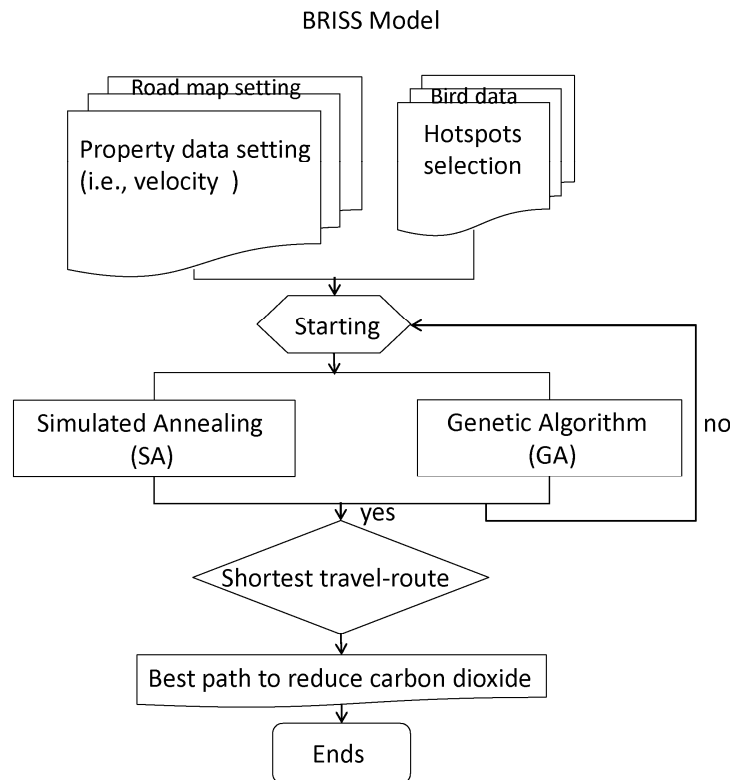 BRISS Model
Road map setting
Property data setting
(i.e., velocity )
Bird data
Hotspots
selection
Starting
Simulated Annealing
(SA)
Genetic Algorithm
(GA)
no
yes
Shortest travel-route
Best path to reduce carbon dioxide
Ends